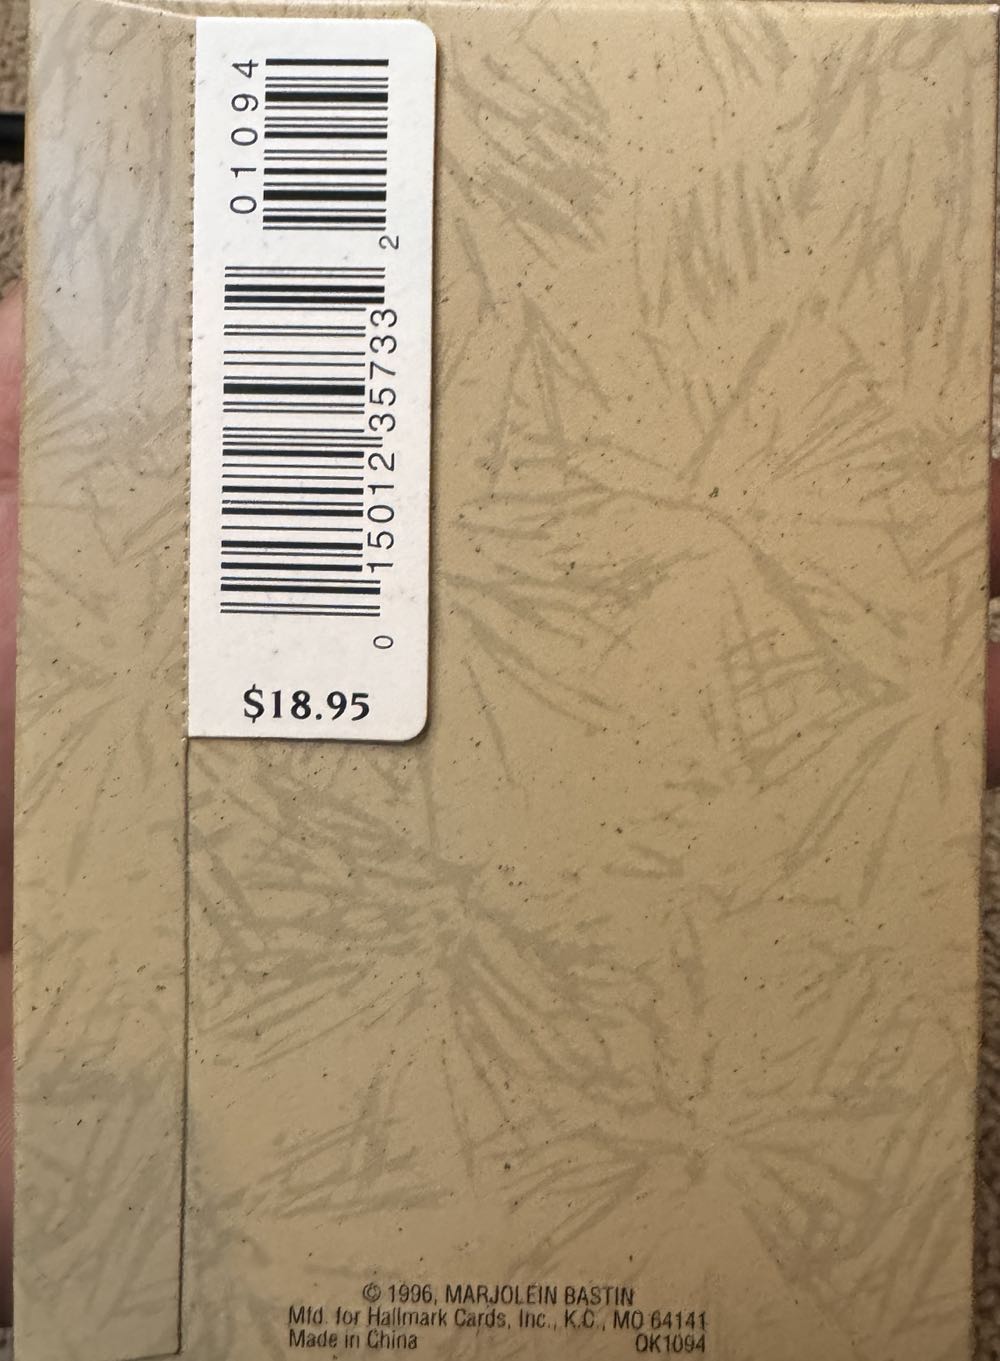 01094
0 15012 35733 2
$18.95
© 1996, MARJOLEIN BASTIN
Mfd. for Hallmark Cards, Inc., K.C., MO 64141
Made in China OK1094